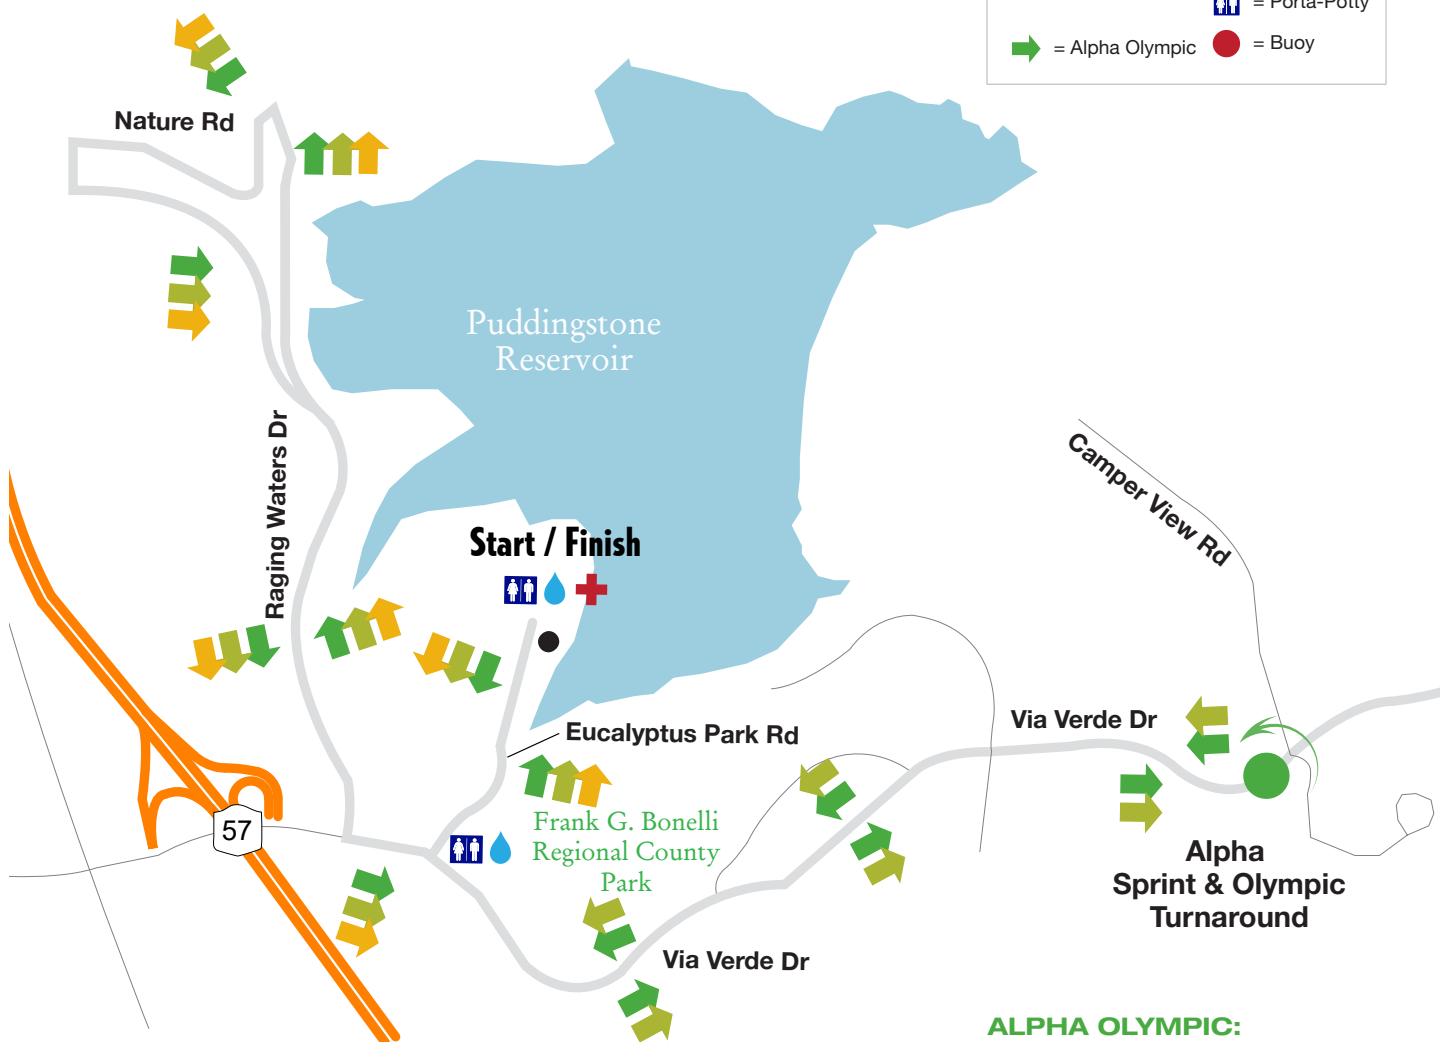 = Porta-Potty
= Alpha Olympic
= Buoy
Nature Rd
Puddingstone
Reservoir
Raging Waters Dr
Camper View Rd
Start / Finish
Eucalyptus Park Rd
Via Verde Dr
57
Frank G. Bonelli
Regional County
Park
Alpha
Sprint & Olympic
Turnaround
Via Verde Dr
ALPHA OLYMPIC: